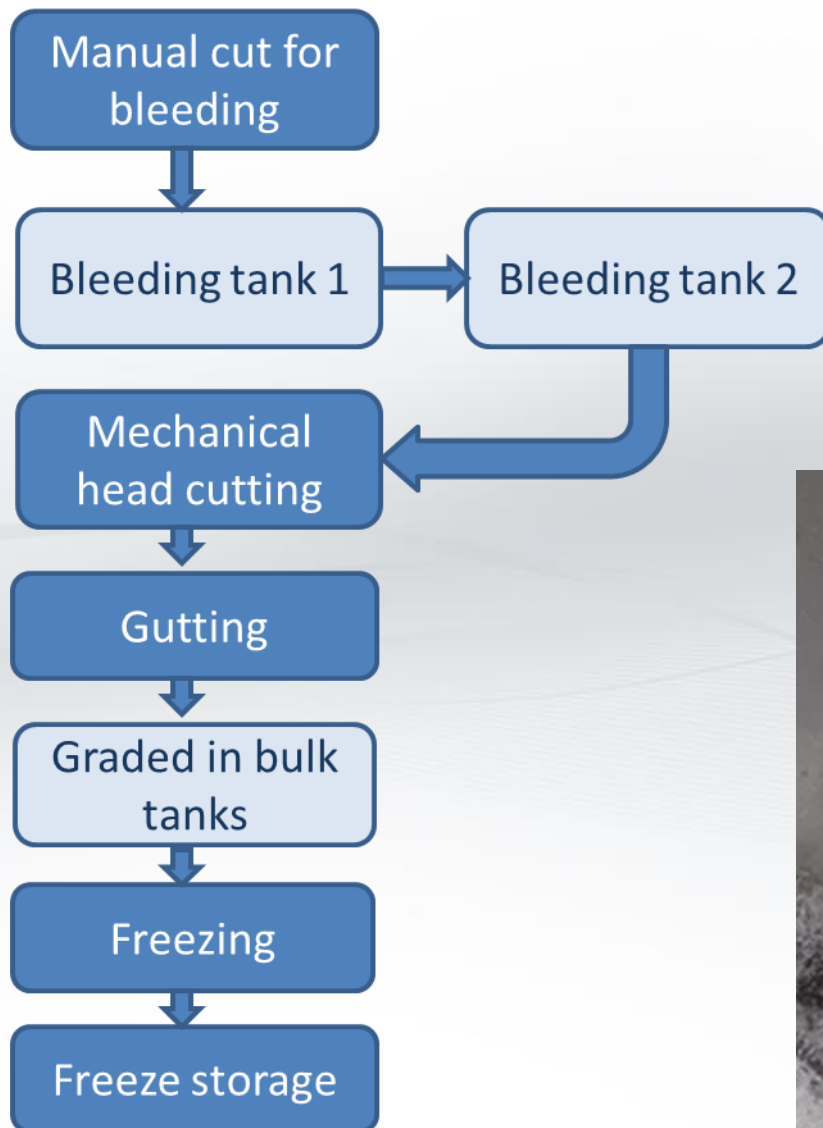 Manual cut for
bleeding
Bleeding tank 1
Bleeding tank 2
Mechanical
head cutting
Gutting
Graded in bulk
tanks
Freezing
Freeze storage